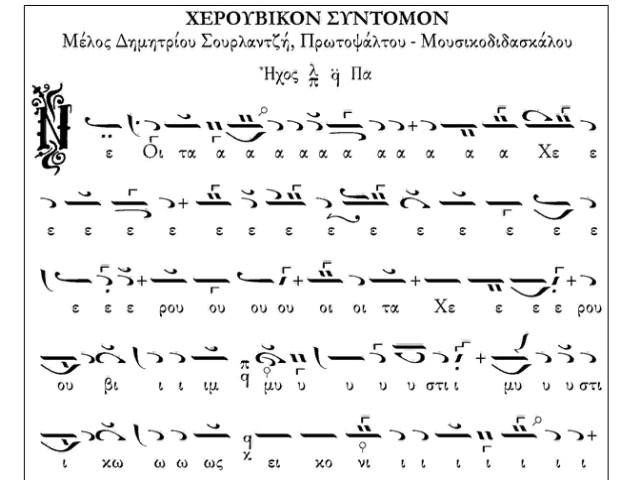 ΧΕΡΟΥΒΙΚΟΝ ΣΥΝΤΟΜΟΝ
Μέλος Δημητρίου Σουρλαντζή, Πρωτοψάλτου - Μουσικοδιδασκάλου
Ἦχος λ π q̈ Πα
Ν
ε Οι τα α α α α α α α α α α α Χε ε
ε ε ε ε ε ε ε ε ε ε ε ε ε ε
ε ε ε ρου ου ου ου οι οι τα Χε ε ε ε ρου
ου βι ι ι ιμ μυ υ υ υ υ στι ι μυ υ υ στι
ι κω ω ω ως ει κο νι ι ι ι ι ι ι ι ι